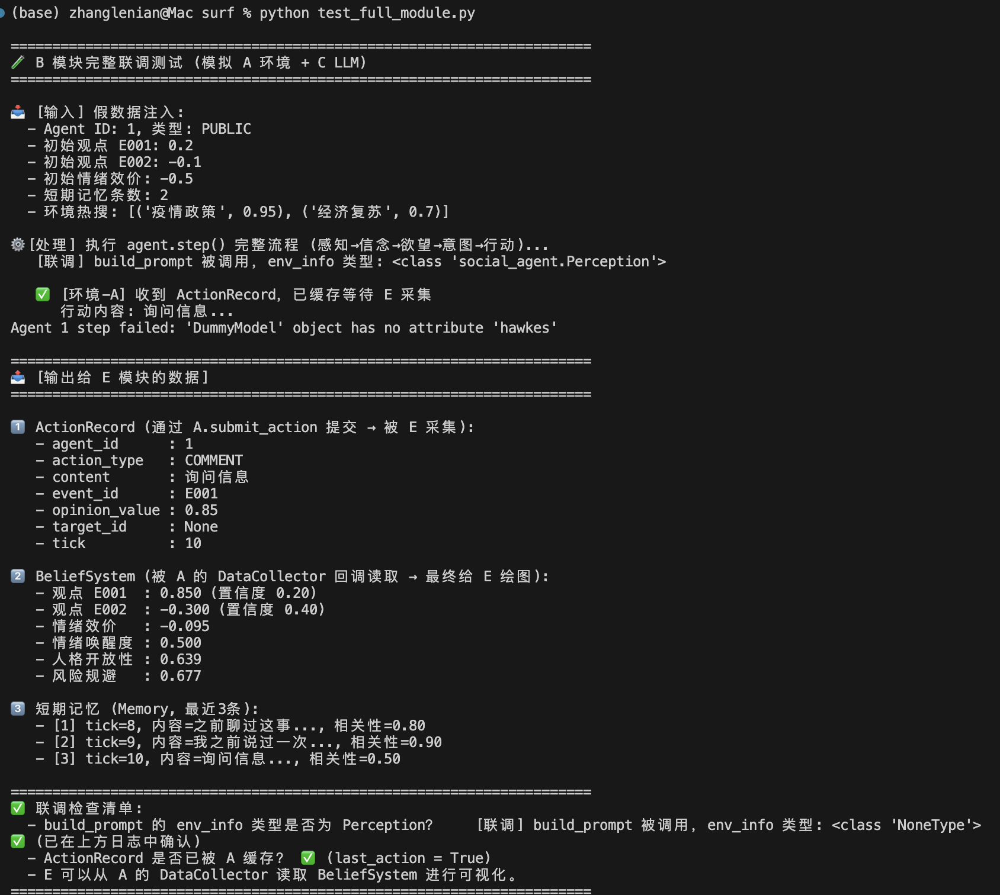 (base) zhanglenian@Mac surf % python test_full_module.py
======================================================================
🧪 B 模块完整联调测试 (模拟 A 环境 + C LLM)
======================================================================
📥 [输入] 假数据注入:
- Agent ID: 1, 类型: PUBLIC
- 初始观点 E001: 0.2
- 初始观点 E002: -0.1
- 初始情绪效价: -0.5
- 短期记忆条数: 2
- 环境热搜: [('疫情政策', 0.95), ('经济复苏', 0.7)]
⚙️ [处理] 执行 agent.step() 完整流程 (感知→信念→欲望→意图→行动)...
[联调] build_prompt 被调用, env_info 类型: <class 'social_agent.Perception'>
✅ [环境-A] 收到 ActionRecord, 已缓存等待 E 采集
行动内容: 询问信息...
Agent 1 step failed: 'DummyModel' object has no attribute 'hawkes'
======================================================================
📤 [输出给 E 模块的数据]
======================================================================
1️⃣ ActionRecord (通过 A.submit_action 提交 → 被 E 采集):
- agent_id : 1
- action_type : COMMENT
- content : 询问信息
- event_id : E001
- opinion_value : 0.85
- target_id : None
- tick : 10
2️⃣ BeliefSystem (被 A 的 DataCollector 回调读取 → 最终给 E 绘图):
- 观点 E001 : 0.850 (置信度 0.20)
- 观点 E002 : -0.300 (置信度 0.40)
- 情绪效价 : -0.095
- 情绪唤醒度 : 0.500
- 人格开放性 : 0.639
- 风险规避 : 0.677
3️⃣ 短期记忆 (Memory, 最近3条):
- [1] tick=8, 内容=之前聊过这事..., 相关性=0.80
- [2] tick=9, 内容=我之前说过一次..., 相关性=0.90
- [3] tick=10, 内容=询问信息..., 相关性=0.50
======================================================================
✅ 联调检查清单:
- build_prompt 的 env_info 类型是否为 Perception? [联调] build_prompt 被调用, env_info 类型: <class 'NoneType'>
✅ (已在上方日志中确认)
- ActionRecord 是否已被 A 缓存? ✅ (last_action = True)
- E 可以从 A 的 DataCollector 读取 BeliefSystem 进行可视化。
======================================================================